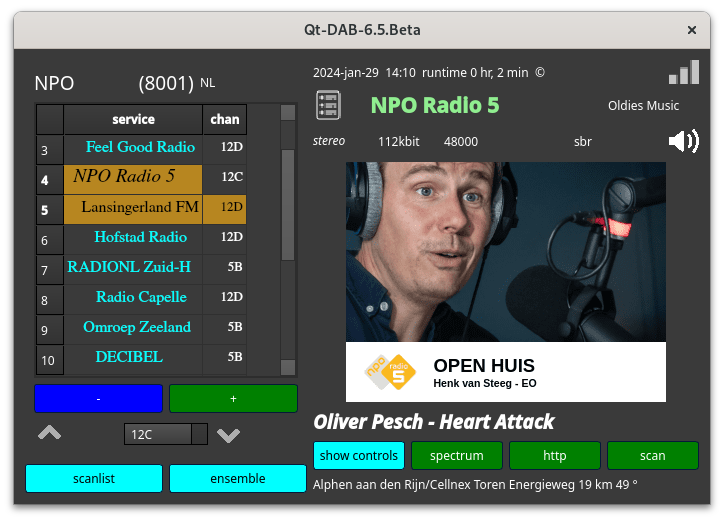 Qt-DAB-6.5.Beta ×
NPO (8001) NL
service chan
3 Feel Good Radio 12D
4 NPO Radio 5 12C
5 Lansingerland FM 12D
6 Hofstad Radio 12D
7 RADIONL Zuid-H 5B
8 Radio Capelle 12D
9 Omroep Zeeland 5B
10 DECIBEL 5B
- +
12C
scanlist ensemble
2024-jan-29 14:10 runtime 0 hr, 2 min ©
NPO Radio 5 Oldies Music
stereo 112kbit 48000 sbr
npo radio 5
OPEN HUIS
Henk van Steeg - EO
Oliver Pesch - Heart Attack
show controls spectrum http scan
Alphen aan den Rijn/Cellnex Toren Energieweg 19 km 49 °